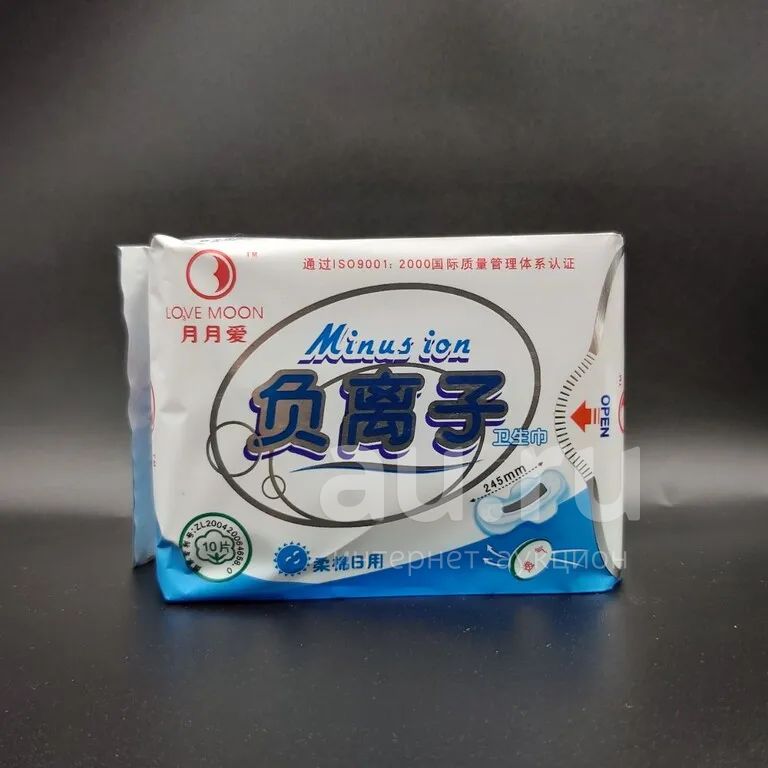 TM
LOVE MOON
月月爱
通过ISO9001：2000国际质量管理体系认证
Minus ion
负离子
卫生巾
OPEN
245mm
10片
柔棉日用
au.ru
интернет-аукцион